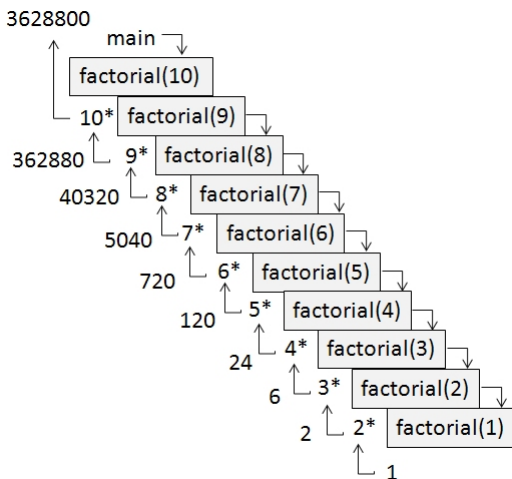 3628800
main
factorial(10)
10* factorial(9)
362880 9* factorial(8)
40320 8* factorial(7)
5040 7* factorial(6)
720 6* factorial(5)
120 5* factorial(4)
24 4* factorial(3)
6 3* factorial(2)
2 2* factorial(1)
1